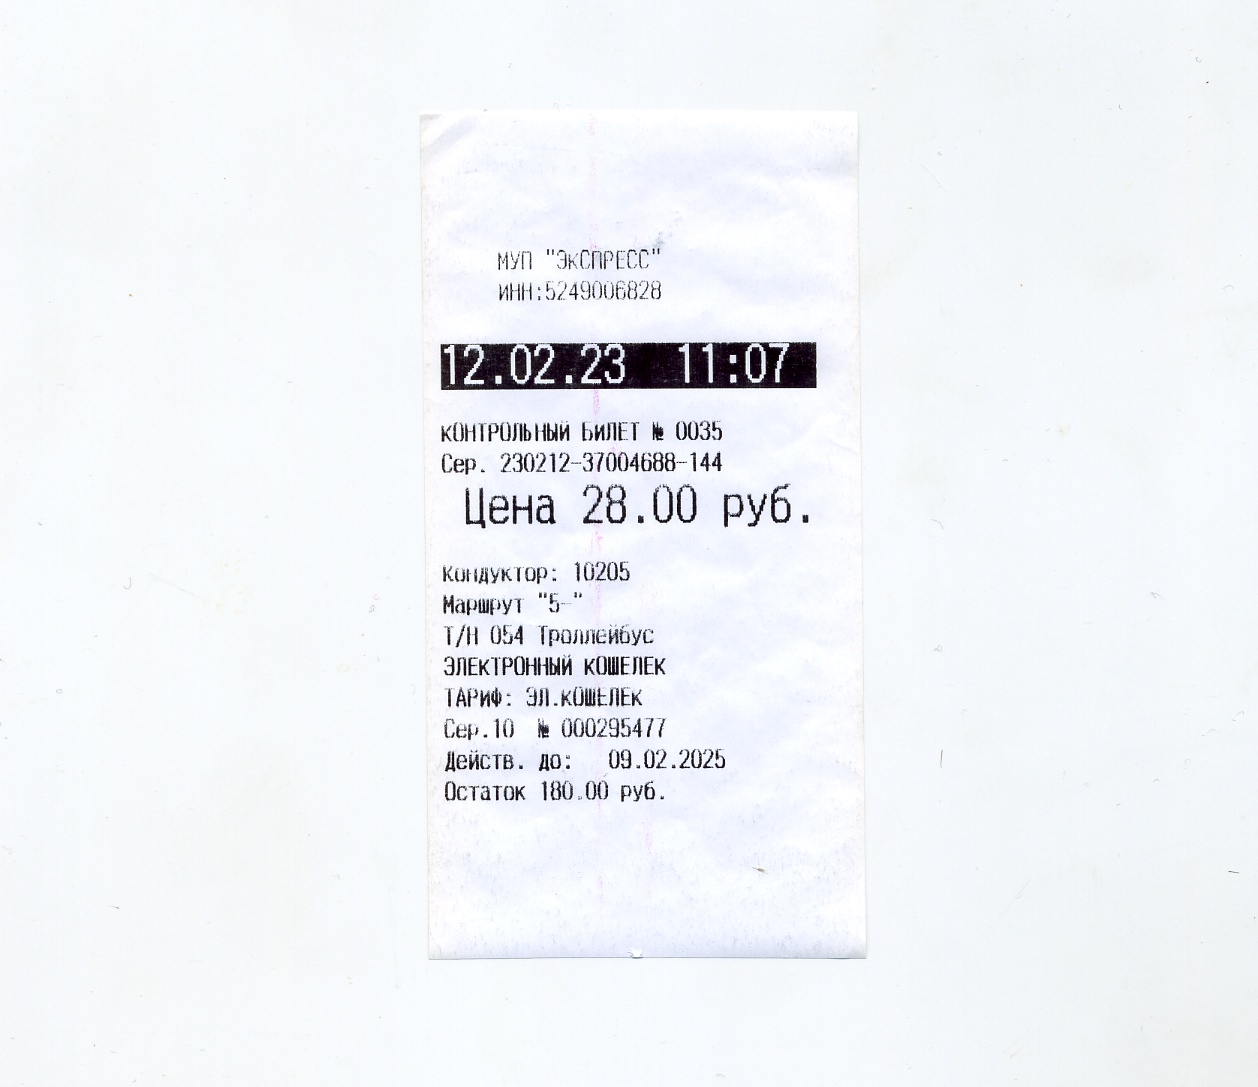 МУП "ЭКСПРЕСС"
ИНН:5249006828
12.02.23 11:07
КОНТРОЛЬНЫЙ БИЛЕТ № 0035
Сер. 230212-37004688-144
Цена 28.00 руб.
Кондуктор: 10205
Маршрут "5-"
Т/Н 054 Троллейбус
ЭЛЕКТРОННЫЙ КОШЕЛЕК
ТАРИФ: ЭЛ.КОШЕЛЕК
Сер.10 № 000295477
Действ. до: 09.02.2025
Остаток 180.00 руб.